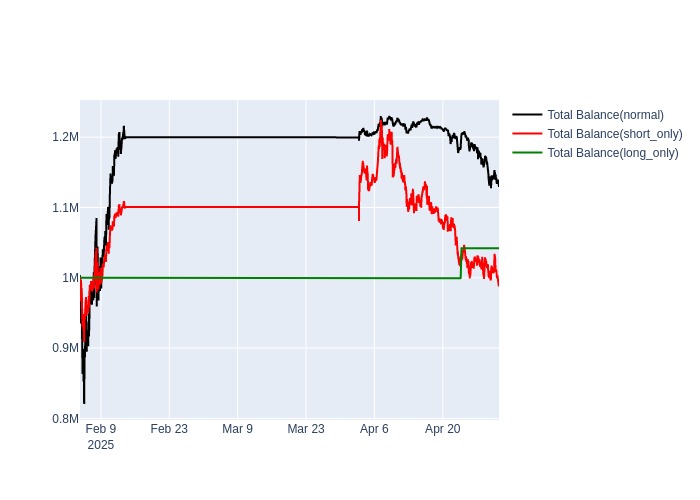 Total Balance(normal)
Total Balance(short_only)
Total Balance(long_only)
1.2M
1.1M
1M
0.9M
0.8M
Feb 9
2025
Feb 23
Mar 9
Mar 23
Apr 6
Apr 20